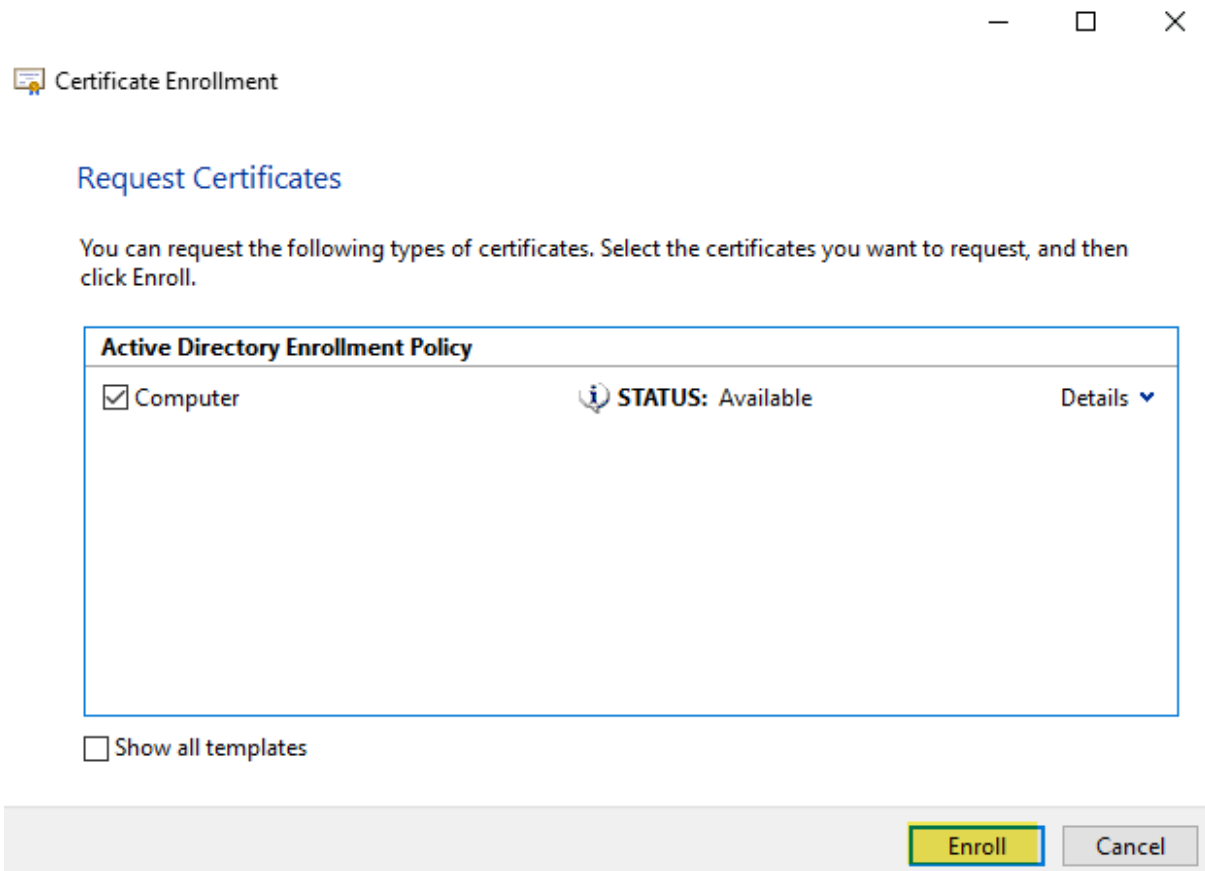 Certificate Enrollment
Request Certificates
You can request the following types of certificates. Select the certificates you want to request, and then
click Enroll.
Active Directory Enrollment Policy
Computer STATUS: Available Details
Show all templates
Enroll Cancel